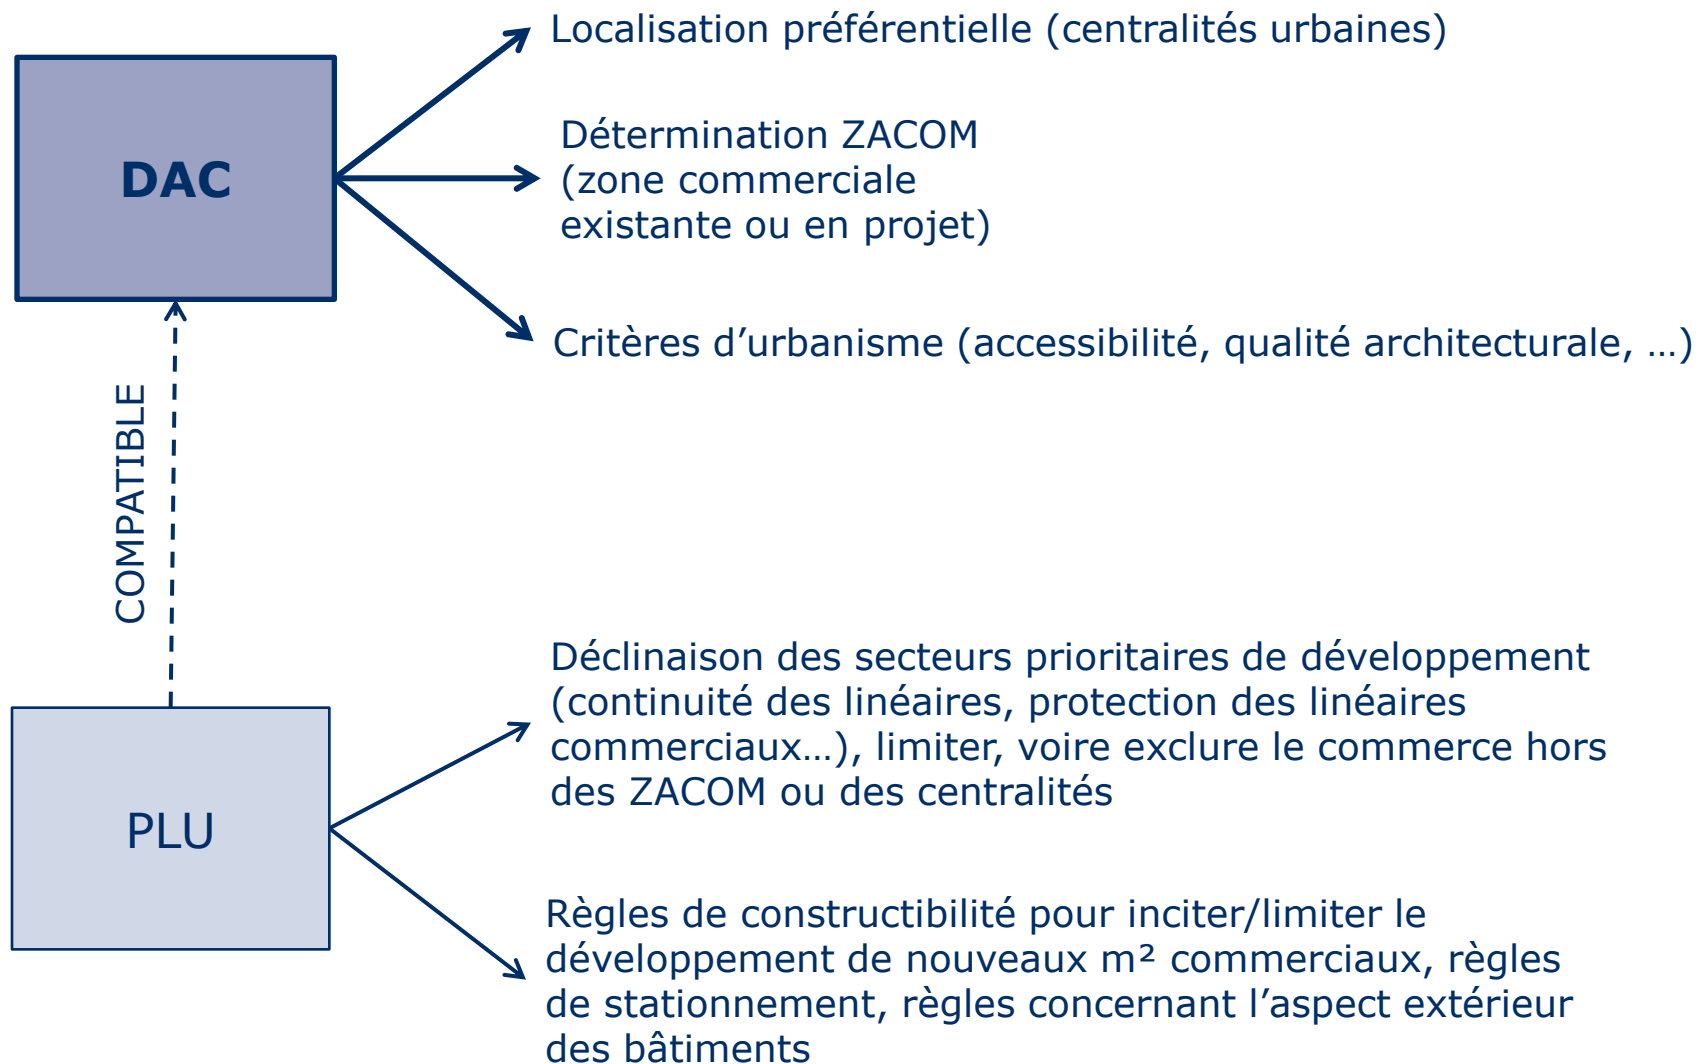 Localisation préférentielle (centralités urbaines)
DAC
Détermination ZACOM
(zone commerciale
existante ou en projet)
Critères d’urbanisme (accessibilité, qualité architecturale, …)
COMPATIBLE
PLU
Déclinaison des secteurs prioritaires de développement
(continuité des linéaires, protection des linéaires
commerciaux…), limiter, voire exclure le commerce hors
des ZACOM ou des centralités
Règles de constructibilité pour inciter/limiter le
développement de nouveaux m² commerciaux, règles
de stationnement, règles concernant l’aspect extérieur
des bâtiments